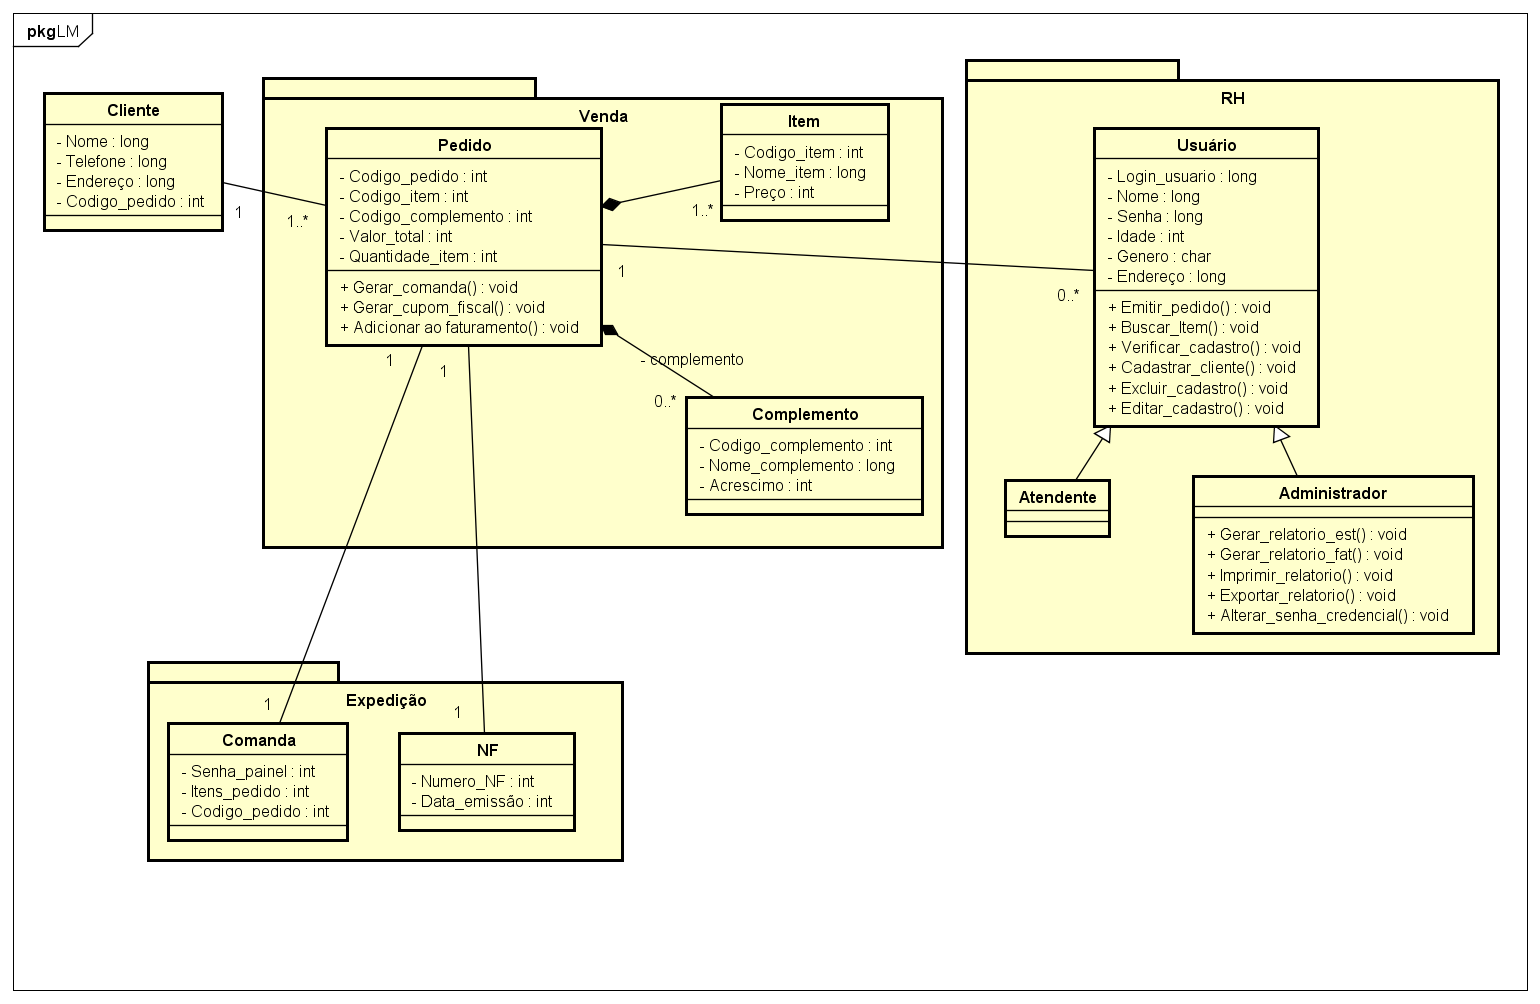 pkg LM
Cliente
- Nome : long
- Telefone : long
- Endereço : long
- Codigo_pedido : int
1
1..*
Venda
Pedido
- Codigo_pedido : int
- Codigo_item : int
- Codigo_complemento : int
- Valor_total : int
- Quantidade_item : int
+ Gerar_comanda() : void
+ Gerar_cupom_fiscal() : void
+ Adicionar ao faturamento() : void
Item
- Codigo_item : int
- Nome_item : long
- Preço : int
1..*
1
0..*
- complemento
0..*
Complemento
- Codigo_complemento : int
- Nome_complemento : long
- Acrescimo : int
RH
Usuário
- Login_usuario : long
- Nome : long
- Senha : long
- Idade : int
- Genero : char
- Endereço : long
+ Emitir_pedido() : void
+ Buscar_Item() : void
+ Verificar_cadastro() : void
+ Cadastrar_cliente() : void
+ Excluir_cadastro() : void
+ Editar_cadastro() : void
Atendente
Administrador
+ Gerar_relatorio_est() : void
+ Gerar_relatorio_fat() : void
+ Imprimir_relatorio() : void
+ Exportar_relatorio() : void
+ Alterar_senha_credencial() : void
1
1
Expedição
1
1
Comanda
- Senha_painel : int
- Itens_pedido : int
- Codigo_pedido : int
NF
- Numero_NF : int
- Data_emissão : int